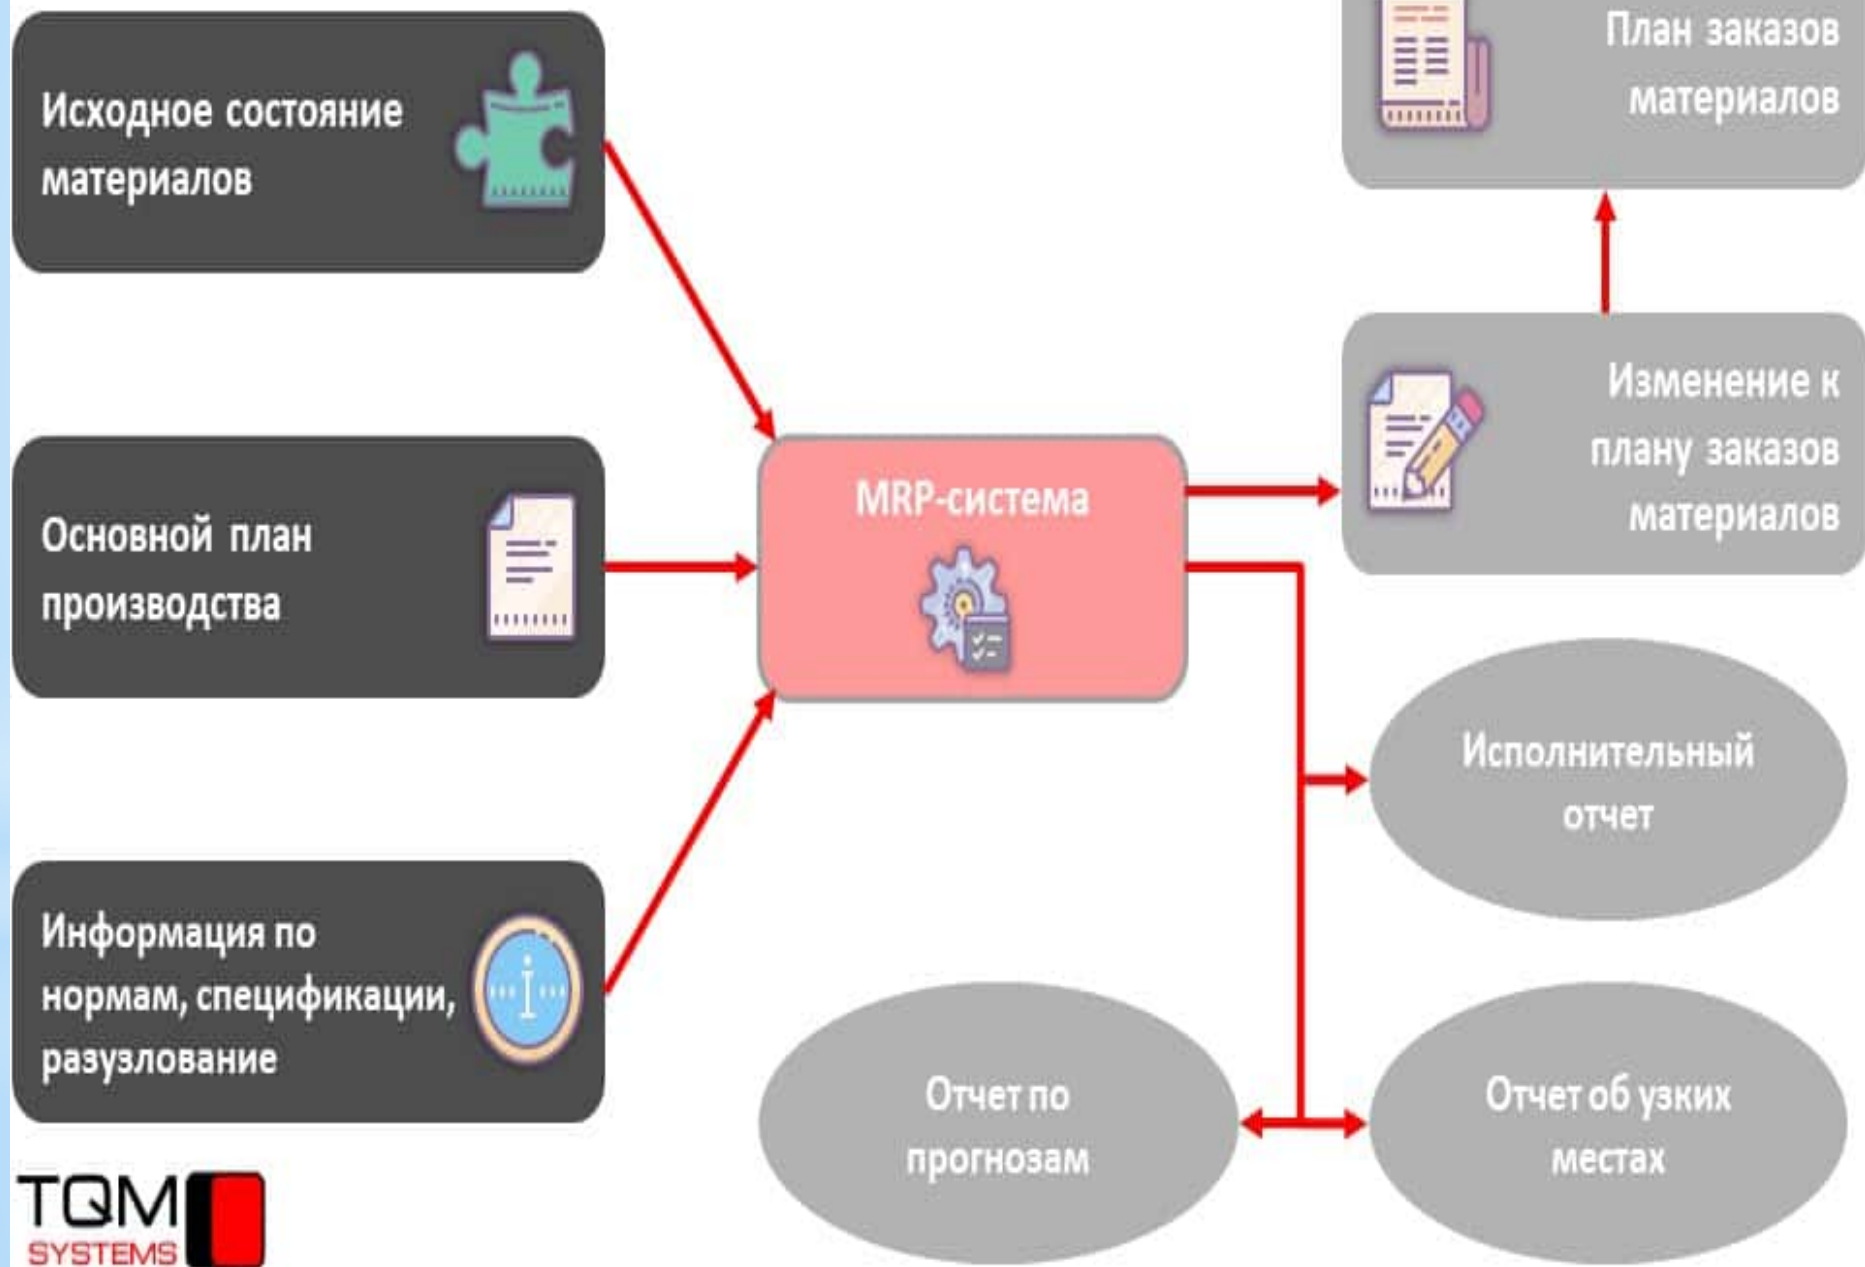 Исходное состояние
материалов
Основной план
производства
Информация по
нормам, спецификации,
разузлование
MRP-система
План заказов
материалов
Изменение к
плану заказов
материалов
Исполнительный
отчет
Отчет по
прогнозам
Отчет об узких
местах
TQM
SYSTEMS